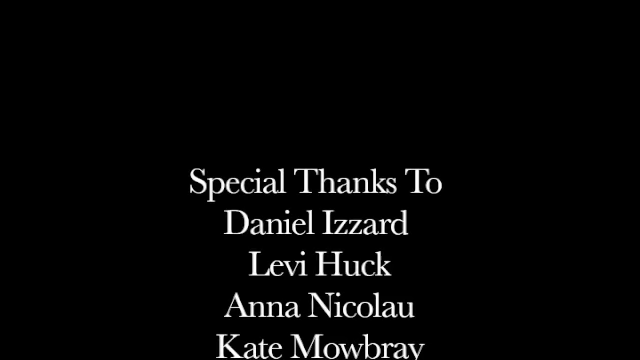 Special Thanks To
Daniel Izzard
Levi Huck
Anna Nicolau
Kate Mowbray